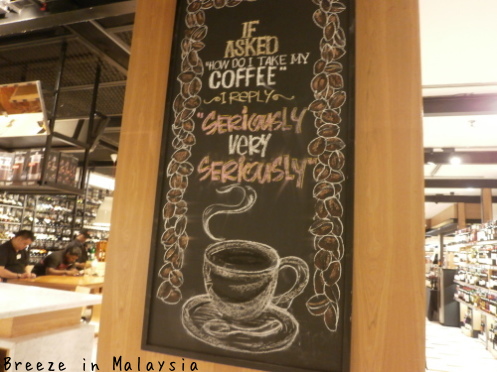 IF
ASKED
"HOW DO I TAKE MY
COFFEE"
I REPLY
"SERIOUSLY
VERY
SERIOUSLY"
Breeze in Malaysia